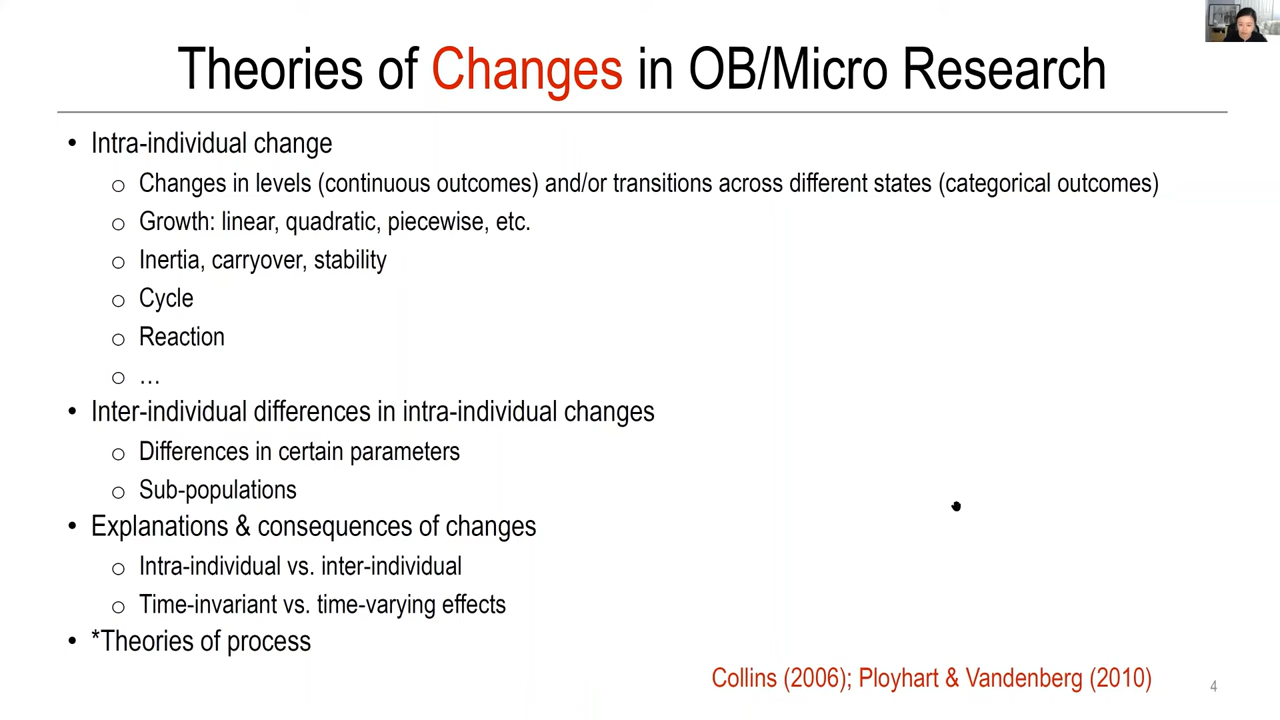 Theories of Changes in OB/Micro Research
• Intra-individual change
o Changes in levels (continuous outcomes) and/or transitions across different states (categorical outcomes)
o Growth: linear, quadratic, piecewise, etc.
o Inertia, carryover, stability
o Cycle
o Reaction
o …
• Inter-individual differences in intra-individual changes
o Differences in certain parameters
o Sub-populations
• Explanations & consequences of changes
o Intra-individual vs. inter-individual
o Time-invariant vs. time-varying effects
• *Theories of process
Collins (2006); Ployhart & Vandenberg (2010)
4